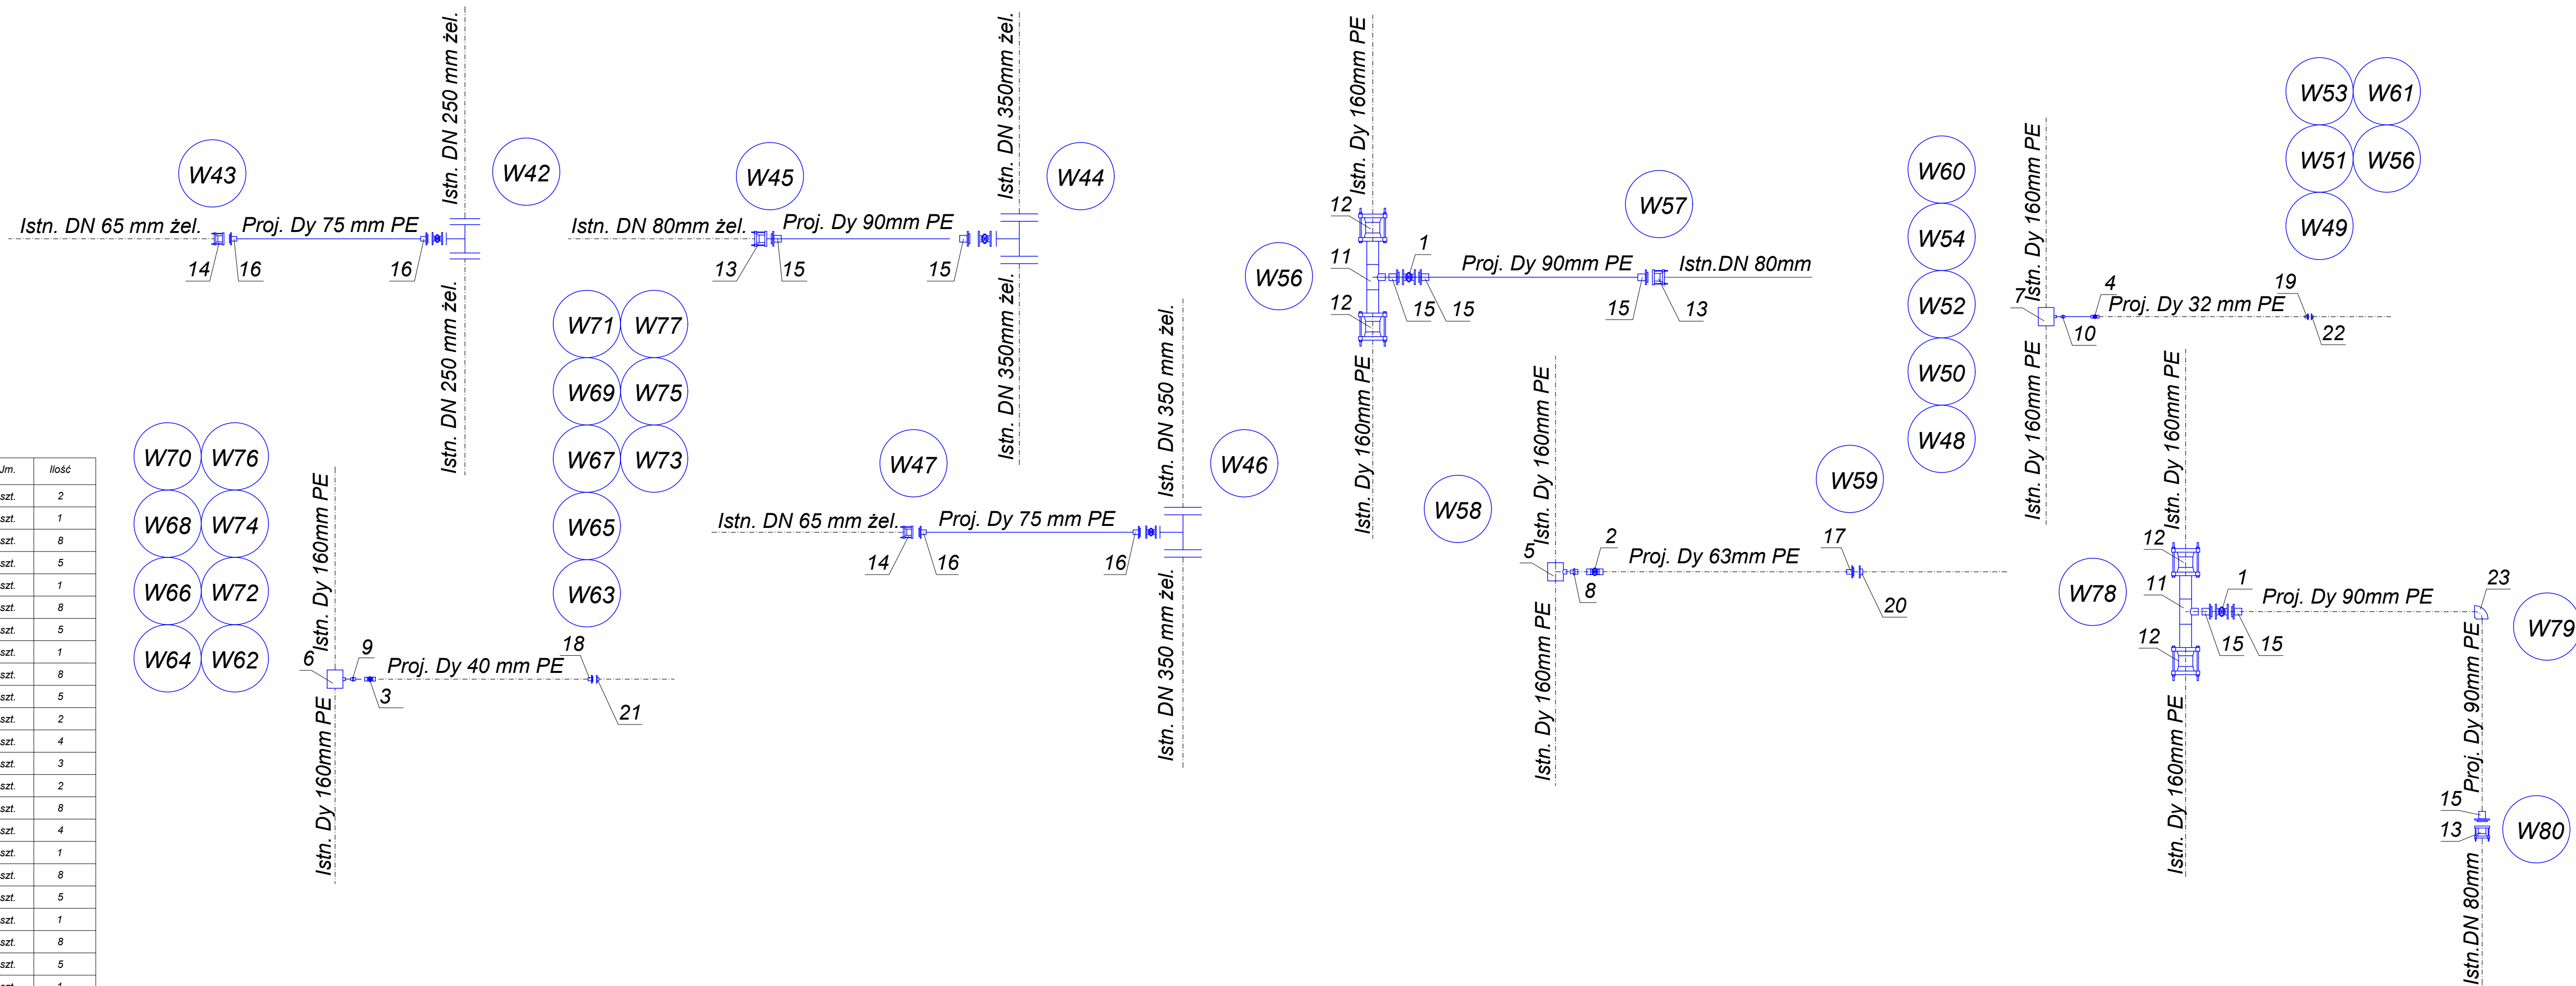 W43
W42
Istn. DN 250 mm żel.
Istn. DN 65 mm żel.
Proj. Dy 75 mm PE
14
16
16
Istn. DN 250 mm żel.
W45
W44
Istn. DN 350mm żel.
Istn. DN 80mm żel.
Proj. Dy 90mm PE
13
15
15
Istn. DN 350mm żel.
Istn. Dy 160mm PE
W57
12
1
11
Proj. Dy 90mm PE
Istn.DN 80mm
W56
12
15
15
15
13
Istn. Dy 160mm PE
W60
W54
W52
W50
W48
Istn. Dy 160mm PE
W53
W61
W51
W56
W49
7
4
Proj. Dy 32 mm PE
19
10
22
Istn. Dy 160mm PE
Jm.
Ilość
szt.
2
szt.
1
szt.
8
szt.
5
szt.
1
szt.
8
szt.
5
szt.
1
szt.
8
szt.
5
szt.
2
szt.
4
szt.
3
szt.
2
szt.
8
szt.
4
szt.
1
szt.
8
szt.
5
szt.
1
szt.
8
szt.
5
szt.
1
W70
W76
W68
W74
W66
W72
W64
W62
Istn. Dy 160mm PE
W71
W77
W69
W75
W67
W73
W65
W63
6
9
Proj. Dy 40 mm PE
18
3
21
Istn. Dy 160mm PE
W47
W46
Istn. DN 350 mm żel.
Istn. DN 65 mm żel.
Proj. Dy 75 mm PE
14
16
16
Istn. DN 350 mm żel.
W58
W59
Istn. Dy 160mm PE
5
2
Proj. Dy 63mm PE
17
8
20
Istn. Dy 160mm PE
Istn. Dy 160mm PE
W78
12
11
1
Proj. Dy 90mm PE
23
W79
12
15
15
Istn. Dy 160mm PE
Proj. Dy 90mm PE
15
13
W80
Istn.DN 80mm